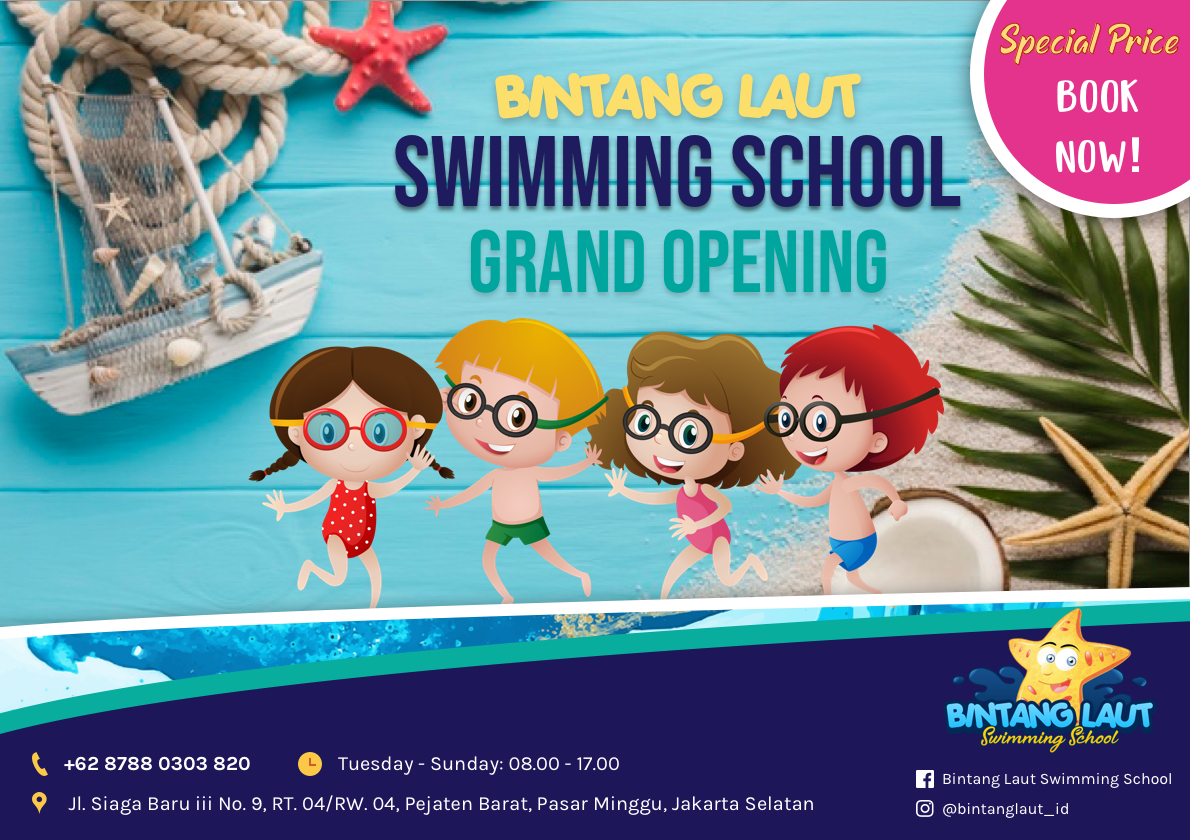 Special Price
BOOK
NOW!
BINTANG LAUT
SWIMMING SCHOOL
GRAND OPENING
BINTANG LAUT
Swimming School
+62 8788 0303 820
Tuesday - Sunday: 08.00 - 17.00
Jl. Siaga Baru iii No. 9, RT. 04/RW. 04, Pejaten Barat, Pasar Minggu, Jakarta Selatan
Bintang Laut Swimming School
@bintanglaut_id